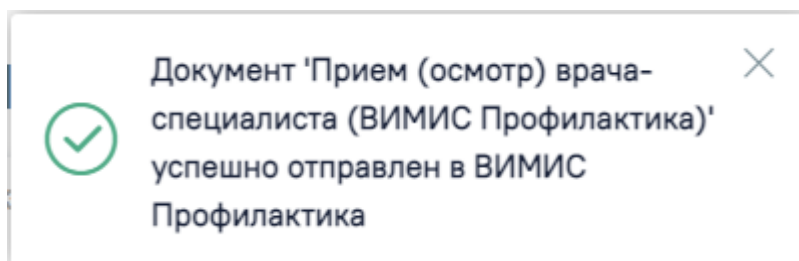 Документ 'Прием (осмотр) врача-
специалиста (ВИМИС Профилактика)'
успешно отправлен в ВИМИС
Профилактика